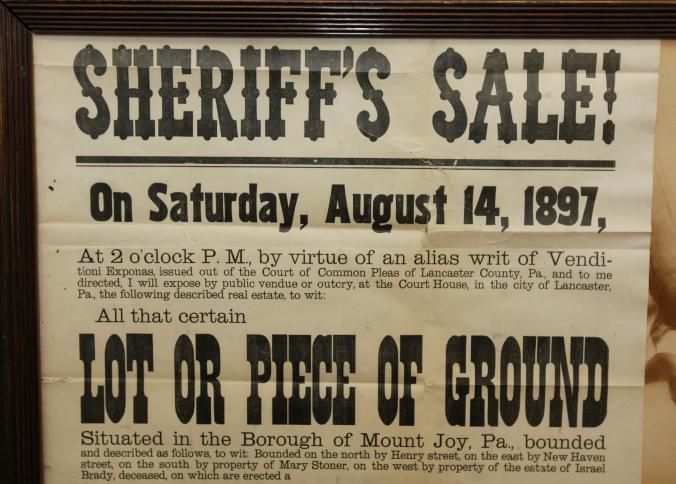 SHERIFF'S SALE!
On Saturday, August 14, 1897,
At 2 o'clock P. M., by virtue of an alias writ of Vendi-
tioni Exponas, issued out of the Court of Common Pleas of Lancaster County, Pa., and to me
directed, I will expose by public vendue or outcry, at the Court House, in the city of Lancaster,
Pa., the following described real estate, to wit:
All that certain
LOT OR PIECE OF GROUND
Situated in the Borough of Mount Joy, Pa., bounded
and described as follows, to wit: Bounded on the north by Henry street, on the east by New Haven
street, on the south by property of Mary Stoner, on the west by property of the estate of Israel
Brady, deceased, on which are erected a